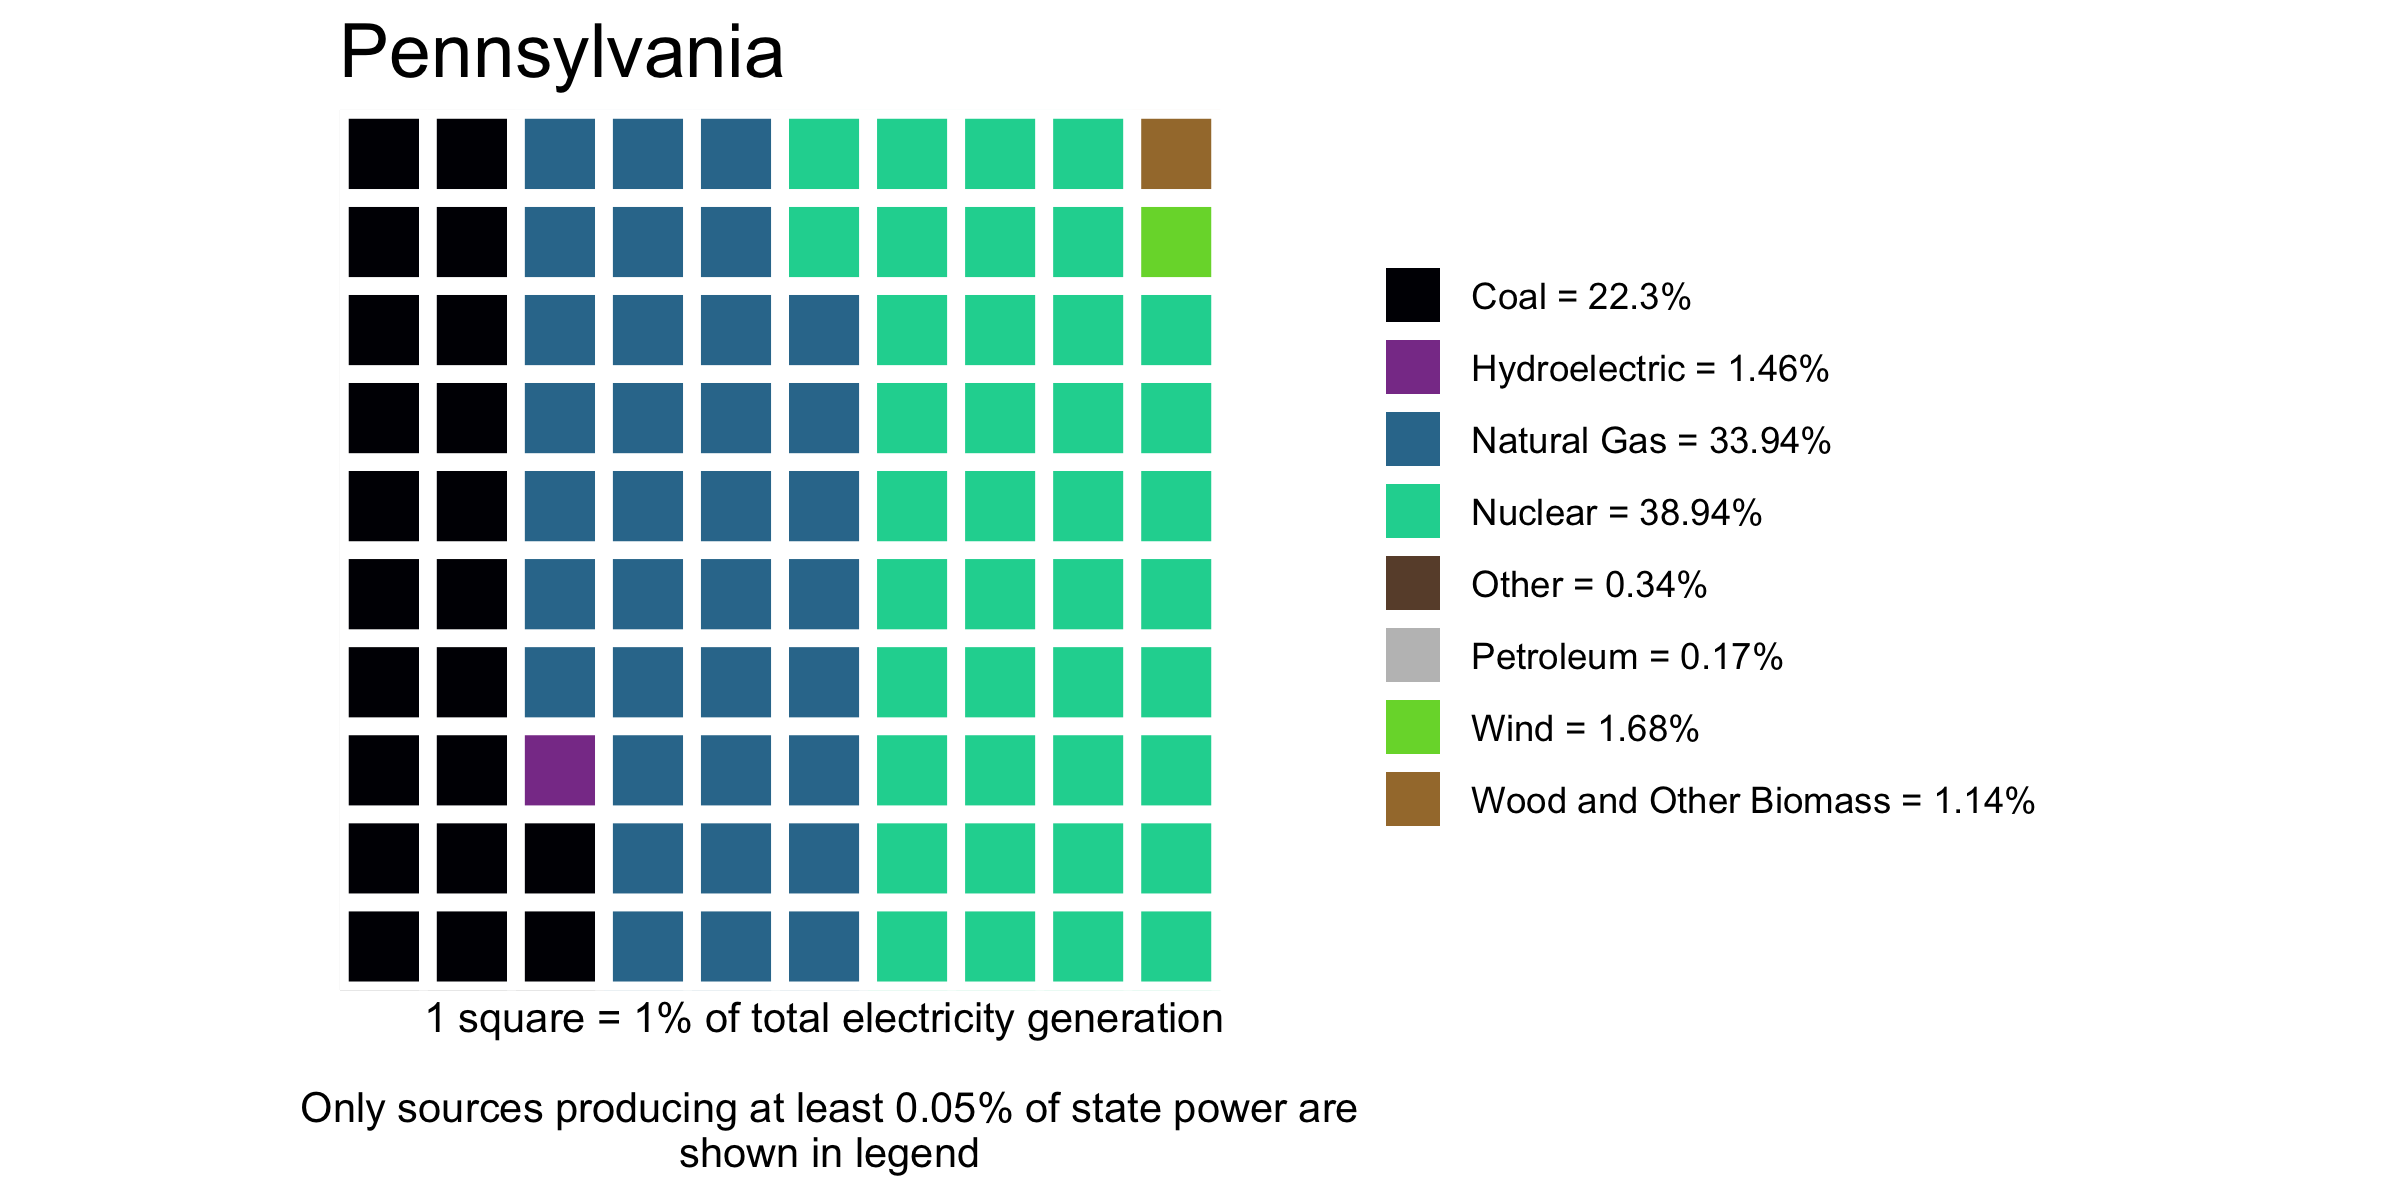 Pennsylvania
Coal = 22.3%
Hydroelectric = 1.46%
Natural Gas = 33.94%
Nuclear = 38.94%
Other = 0.34%
Petroleum = 0.17%
Wind = 1.68%
Wood and Other Biomass = 1.14%
1 square = 1% of total electricity generation
Only sources producing at least 0.05% of state power are
shown in legend